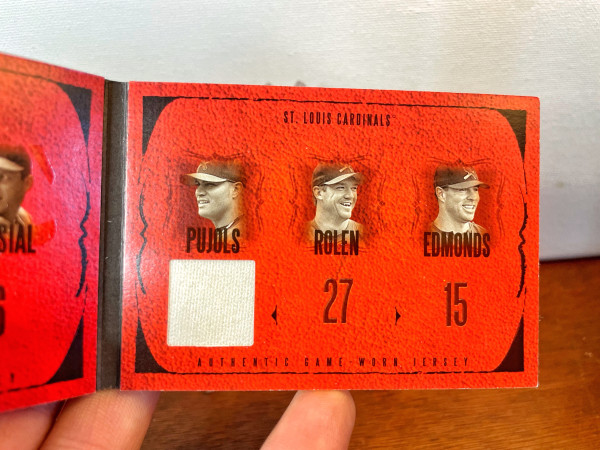 ST. LOUIS CARDINALS
SIAL
PUJOLS ROLEN EDMONDS
27 15
AUTHENTIC GAME-WORN JERSEY